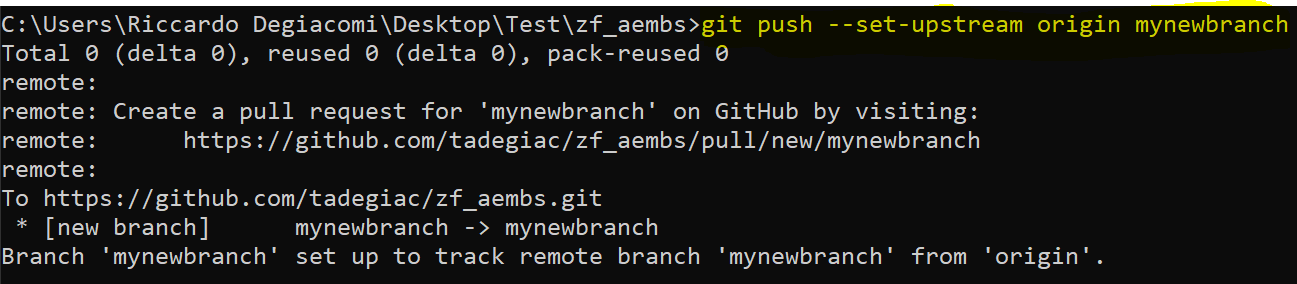 C:\Users\Riccardo Degiacomi\Desktop\Test\zf_aembs>git push --set-upstream origin mynewbranch
Total 0 (delta 0), reused 0 (delta 0), pack-reused 0
remote:
remote: Create a pull request for 'mynewbranch' on GitHub by visiting:
remote:      https://github.com/tadegiac/zf_aembs/pull/new/mynewbranch
remote:
To https://github.com/tadegiac/zf_aembs.git
 * [new branch]      mynewbranch -> mynewbranch
Branch 'mynewbranch' set up to track remote branch 'mynewbranch' from 'origin'.